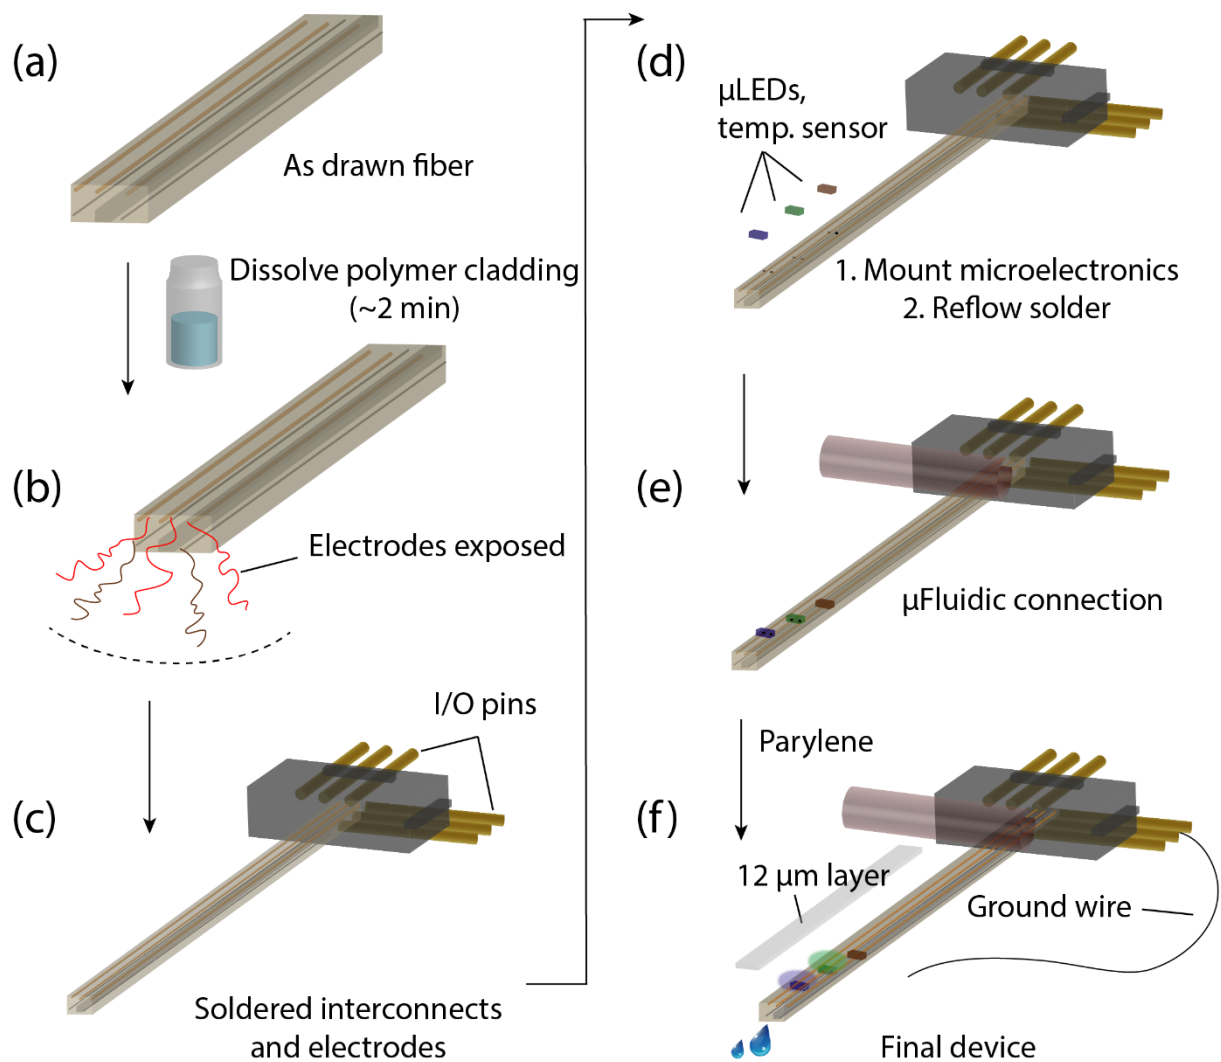 (a)
As drawn fiber
Dissolve polymer cladding
(~2 min)
(b)
Electrodes exposed
I/O pins
(c)
Soldered interconnects
and electrodes
(d)
µLEDs,
temp. sensor
1. Mount microelectronics
2. Reflow solder
(e)
µFluidic connection
Parylene
(f)
12 µm layer
Ground wire
Final device